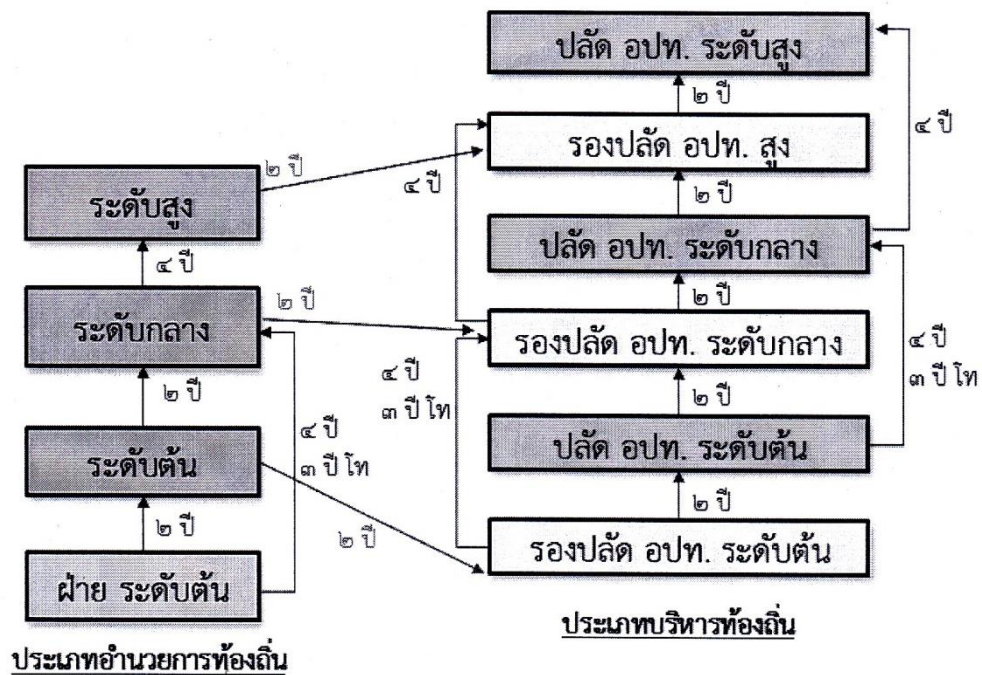 ปลัด อปท. ระดับสูง
๒ ปี
๔ ปี
รองปลัด อปท. สูง
๒ ปี
๔ ปี
ระดับสูง
๒ ปี
ปลัด อปท. ระดับกลาง
๔ ปี
๒ ปี
ระดับกลาง
๒ ปี
รองปลัด อปท. ระดับกลาง
๔ ปี
๓ ปี โท
๔ ปี
๓ ปี โท
๒ ปี
๒ ปี
๔ ปี
๓ ปี โท
ระดับต้น
ปลัด อปท. ระดับต้น
๒ ปี
๒ ปี
๒ ปี
ฝ่าย ระดับต้น
รองปลัด อปท. ระดับต้น
ประเภทอำนวยการท้องถิ่น
ประเภทบริหารท้องถิ่น